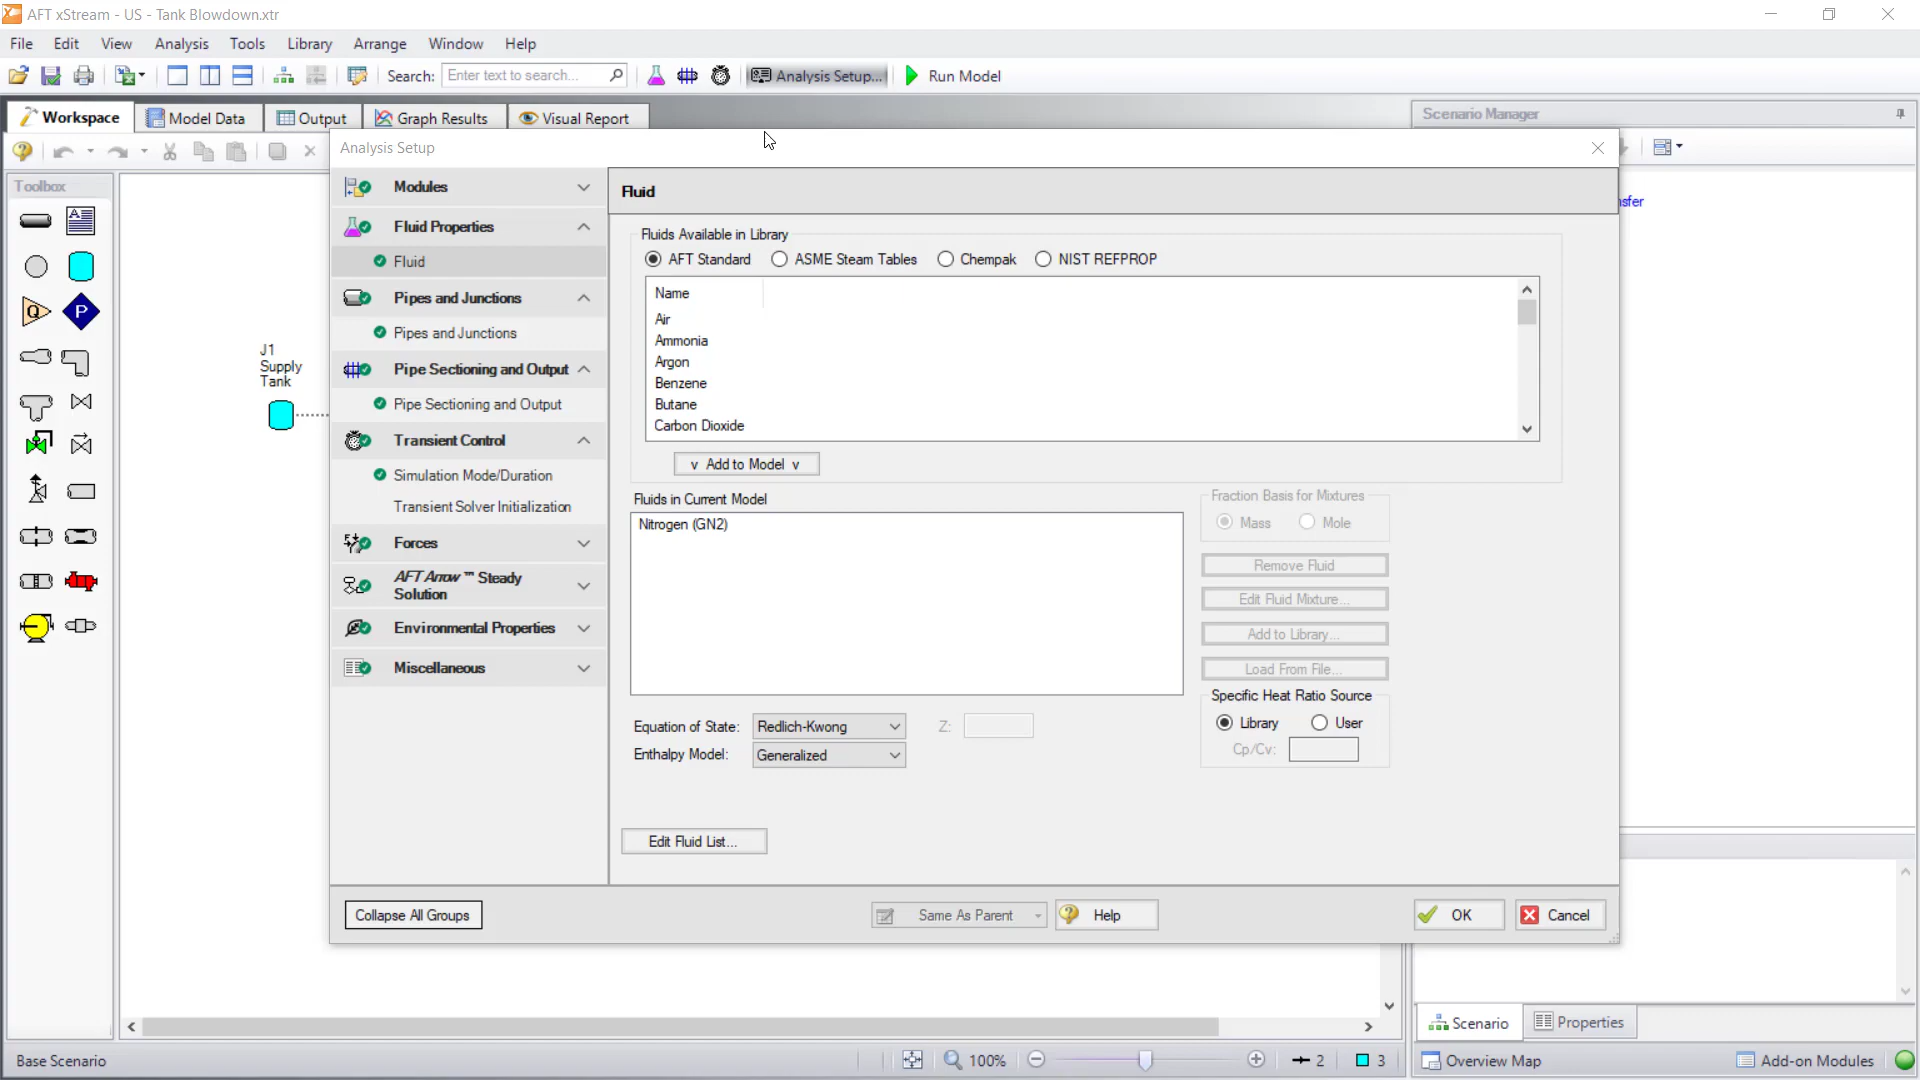 AFT xStream - US - Tank Blowdown.xtr
File Edit View Analysis Tools Library Arrange Window Help
Search: Enter text to search... Analysis Setup... Run Model
Workspace Model Data Output Graph Results Visual Report
Scenario Manager
Toolbox
J1
Supply
Tank
Analysis Setup
Modules
Fluid Properties
Fluid
Pipes and Junctions
Pipes and Junctions
Pipe Sectioning and Output
Pipe Sectioning and Output
Transient Control
Simulation Mode/Duration
Transient Solver Initialization
Forces
AFT Arrow ™ Steady
Solution
Environmental Properties
Miscellaneous
Collapse All Groups
Fluid
Fluids Available in Library
AFT Standard ASME Steam Tables Chempak NIST REFPROP
Name
Air
Ammonia
Argon
Benzene
Butane
Carbon Dioxide
v Add to Model v
Fluids in Current Model
Nitrogen (GN2)
Fraction Basis for Mixtures
Mass Mole
Remove Fluid
Edit Fluid Mixture...
Add to Library...
Load From File...
Specific Heat Ratio Source
Library User
Cp/Cv:
Equation of State: Redlich-Kwong Z:
Enthalpy Model: Generalized
Edit Fluid List...
Same As Parent Help OK Cancel
sfer
Scenario Properties
Base Scenario 100% 2 3 Overview Map Add-on Modules